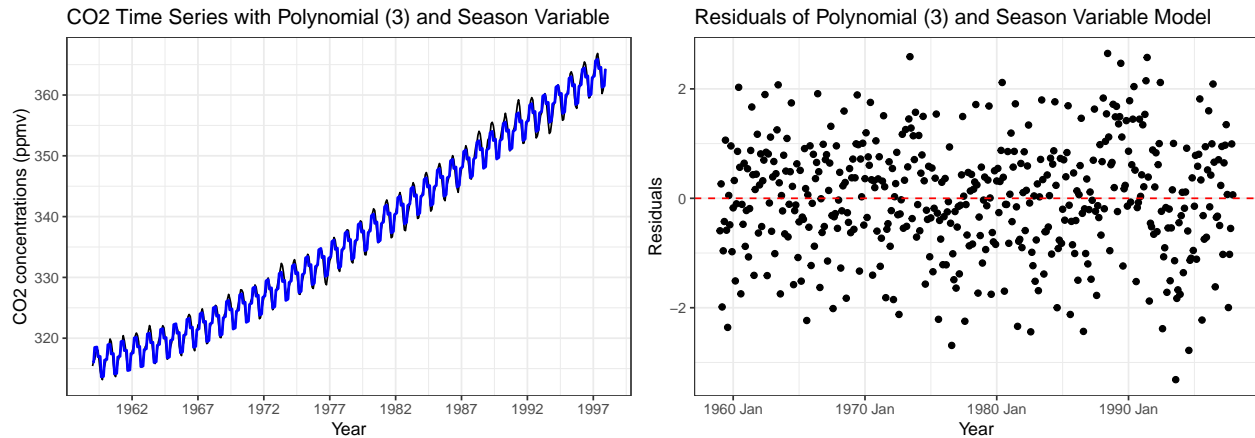 CO2 Time Series with Polynomial (3) and Season Variable
CO2 concentrations (ppmv)
360
350
340
330
320
1962 1967 1972 1977 1982 1987 1992 1997
Year
Residuals of Polynomial (3) and Season Variable Model
Residuals
2
0
−2
1960 Jan 1970 Jan 1980 Jan 1990 Jan
Year